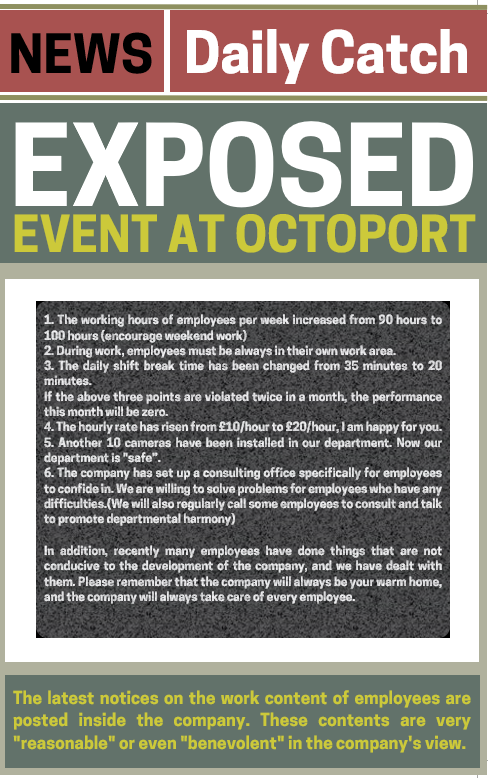 NEWS Daily Catch
EXPOSED
EVENT AT OCTOPORT
1. The working hours of employees per week increased from 90 hours to
100 hours (encourage weekend work)
2. During work, employees must be always in their own work area.
3. The daily shift break time has been changed from 35 minutes to 20
minutes.
If the above three points are violated twice in a month, the performance
this month will be zero.
4. The hourly rate has risen from £10/hour to £20/hour, I am happy for you.
5. Another 10 cameras have been installed in our department. Now our
department is "safe".
6. The company has set up a consulting office specifically for employees
to confide in. We are willing to solve problems for employees who have any
difficulties.(We will also regularly call some employees to consult and talk
to promote departmental harmony)
In addition, recently many employees have done things that are not
conducive to the development of the company, and we have dealt with
them. Please remember that the company will always be your warm home,
and the company will always take care of every employee.
The latest notices on the work content of employees are
posted inside the company. These contents are very
"reasonable" or even "benevolent" in the company's view.